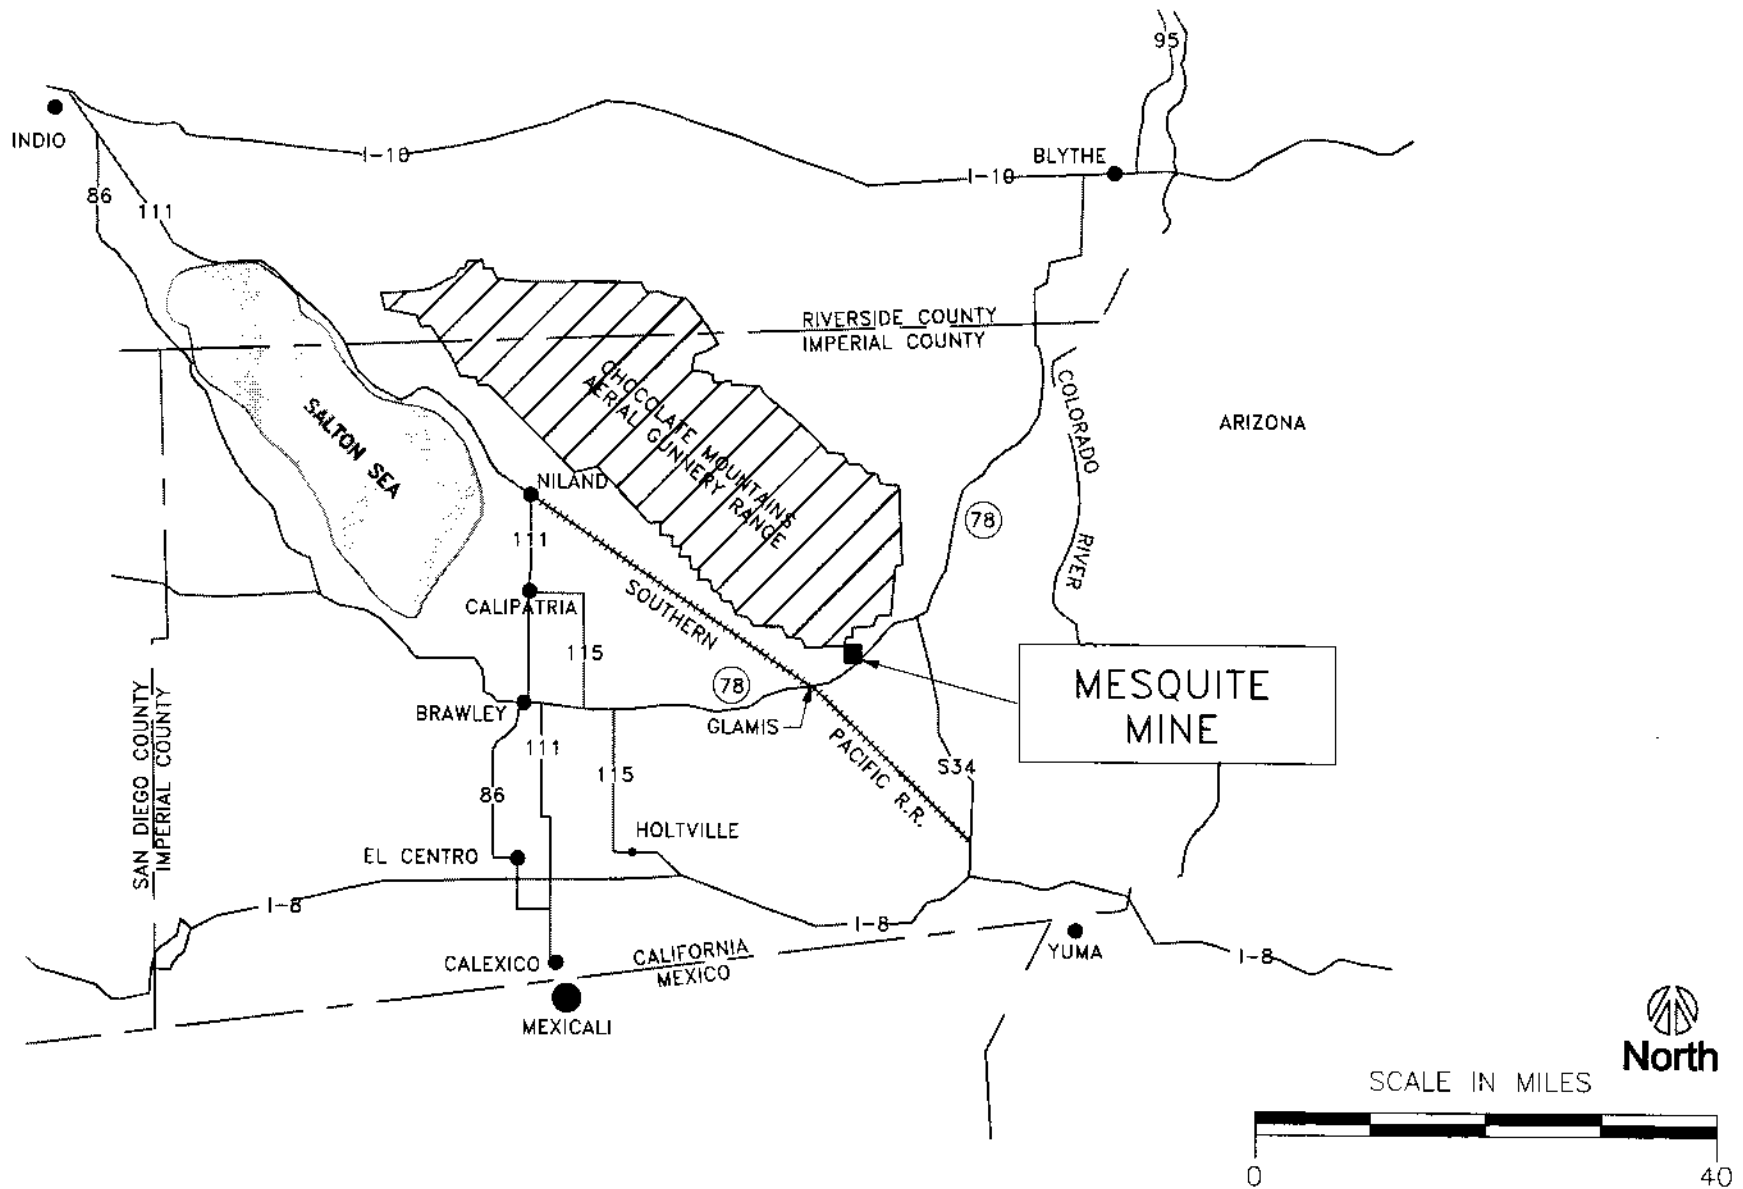 95
INDIO
I-10
BLYTHE
I-10
86
111
RIVERSIDE COUNTY
IMPERIAL COUNTY
CHOCOLATE MOUNTAINS
AERIAL GUNNERY RANGE
COLORADO
RIVER
ARIZONA
SALTON SEA
NILAND
78
111
CALIPATRIA
SOUTHERN
115
78
MESQUITE
MINE
BRAWLEY
GLAMIS
PACIFIC R.R.
S34
111
115
86
SAN DIEGO COUNTY
IMPERIAL COUNTY
HOLTVILLE
EL CENTRO
I-8
I-8
CALIFORNIA
MEXICO
YUMA
I-8
CALEXICO
MEXICALI
North
SCALE IN MILES
0
40